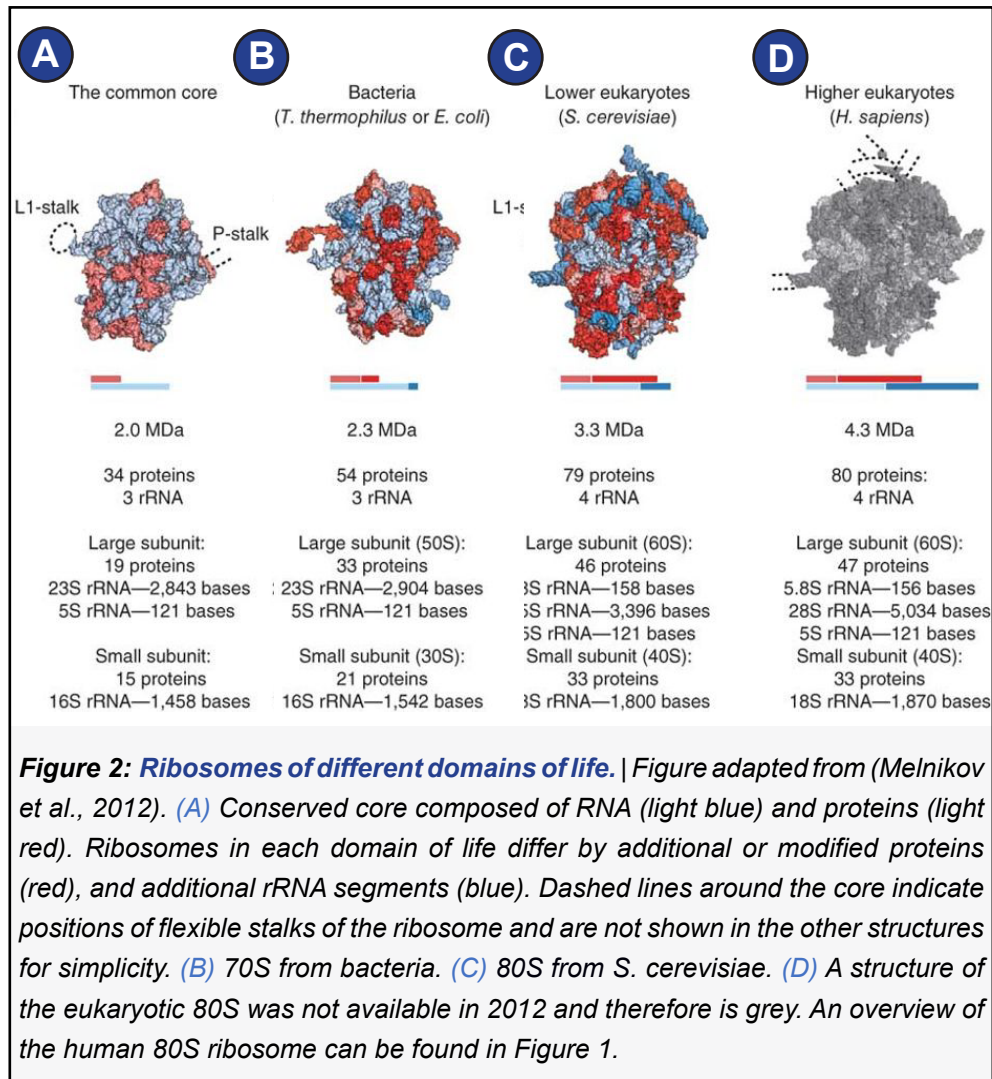 A
B
C
D
The common core
Bacteria
(T. thermophilus or E. coli)
Lower eukaryotes
(S. cerevisiae)
Higher eukaryotes
(H. sapiens)
L1-stalk
P-stalk
L1-s
2.0 MDa
34 proteins
3 rRNA
Large subunit:
19 proteins
23S rRNA—2,843 bases
5S rRNA—121 bases
Small subunit:
15 proteins
16S rRNA—1,458 bases
2.3 MDa
54 proteins
3 rRNA
Large subunit (50S):
33 proteins
23S rRNA—2,904 bases
5S rRNA—121 bases
Small subunit (30S):
21 proteins
16S rRNA—1,542 bases
3.3 MDa
79 proteins
4 rRNA
Large subunit (60S):
46 proteins
8S rRNA—158 bases
5S rRNA—3,396 bases
5S rRNA—121 bases
Small subunit (40S):
33 proteins
8S rRNA—1,800 bases
4.3 MDa
80 proteins:
4 rRNA
Large subunit (60S):
47 proteins
5.8S rRNA—156 bases
28S rRNA—5,034 bases
5S rRNA—121 bases
Small subunit (40S):
33 proteins
18S rRNA—1,870 bases
Figure 2: Ribosomes of different domains of life. | Figure adapted from (Melnikov
et al., 2012). (A) Conserved core composed of RNA (light blue) and proteins (light
red). Ribosomes in each domain of life differ by additional or modified proteins
(red), and additional rRNA segments (blue). Dashed lines around the core indicate
positions of flexible stalks of the ribosome and are not shown in the other structures
for simplicity. (B) 70S from bacteria. (C) 80S from S. cerevisiae. (D) A structure of
the eukaryotic 80S was not available in 2012 and therefore is grey. An overview of
the human 80S ribosome can be found in Figure 1.